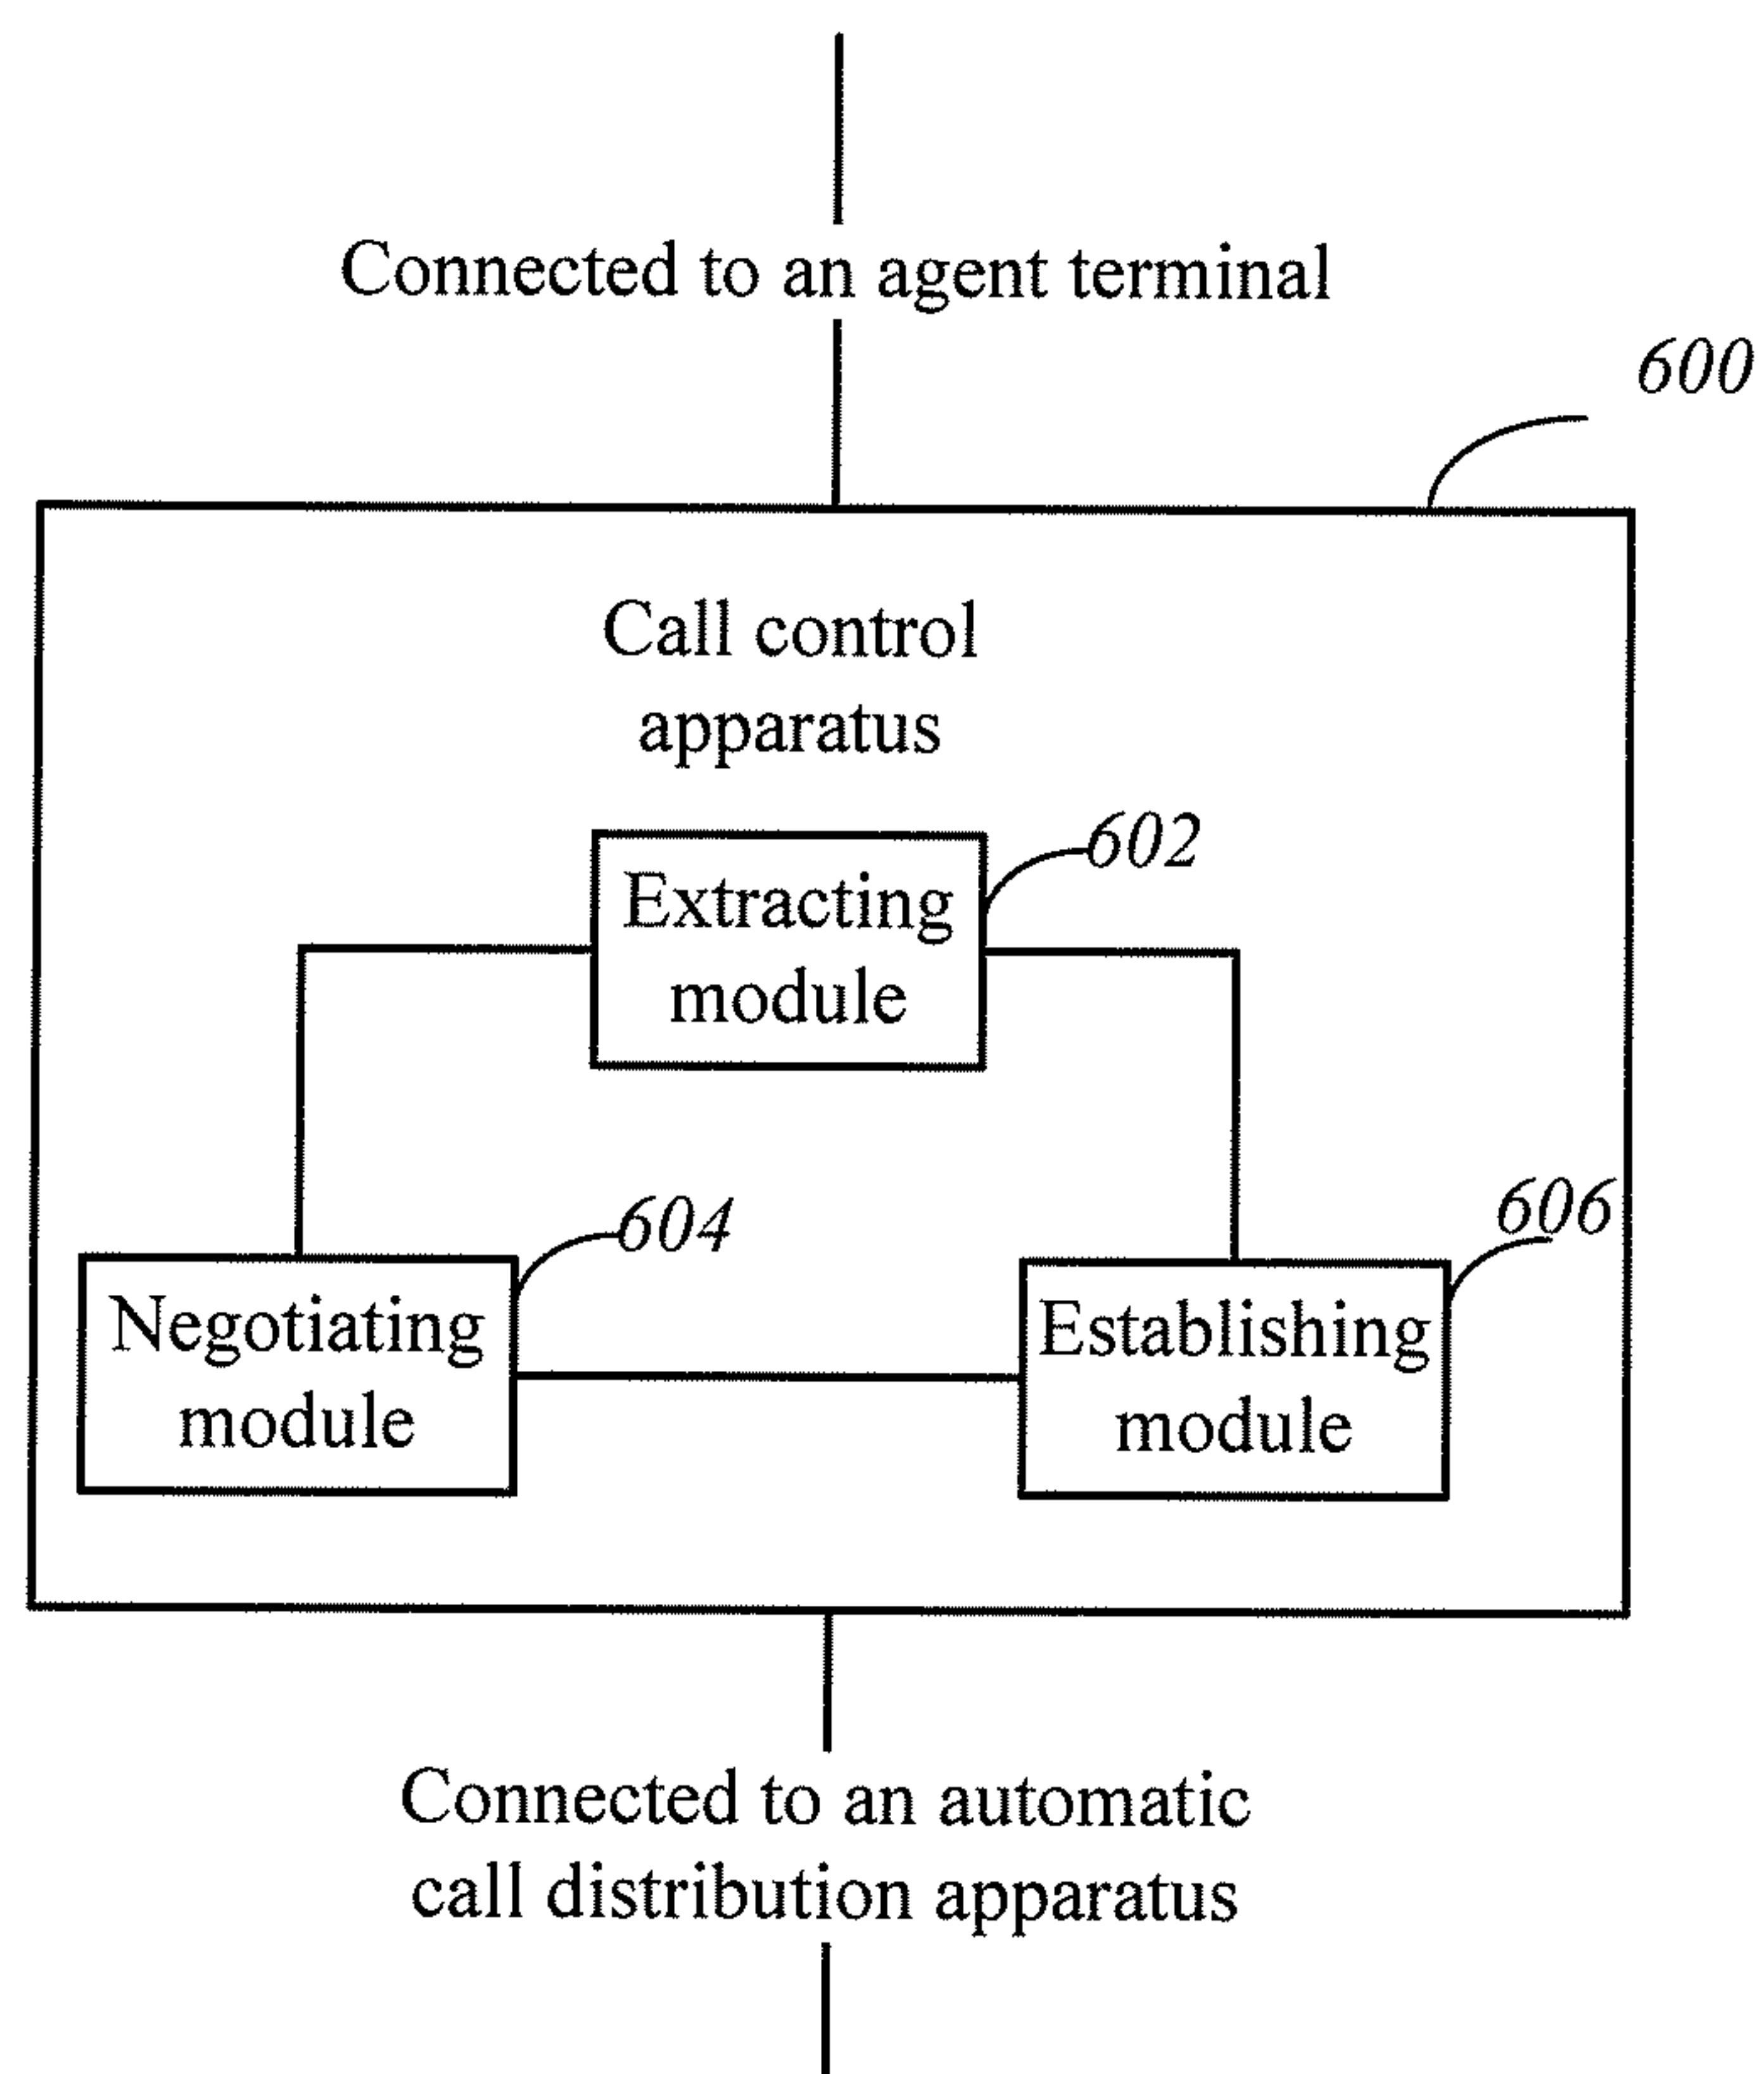 Connected to an agent terminal
600
Call control
apparatus
602
Extracting
module
604
606
Negotiating
module
Establishing
module
Connected to an automatic
call distribution apparatus